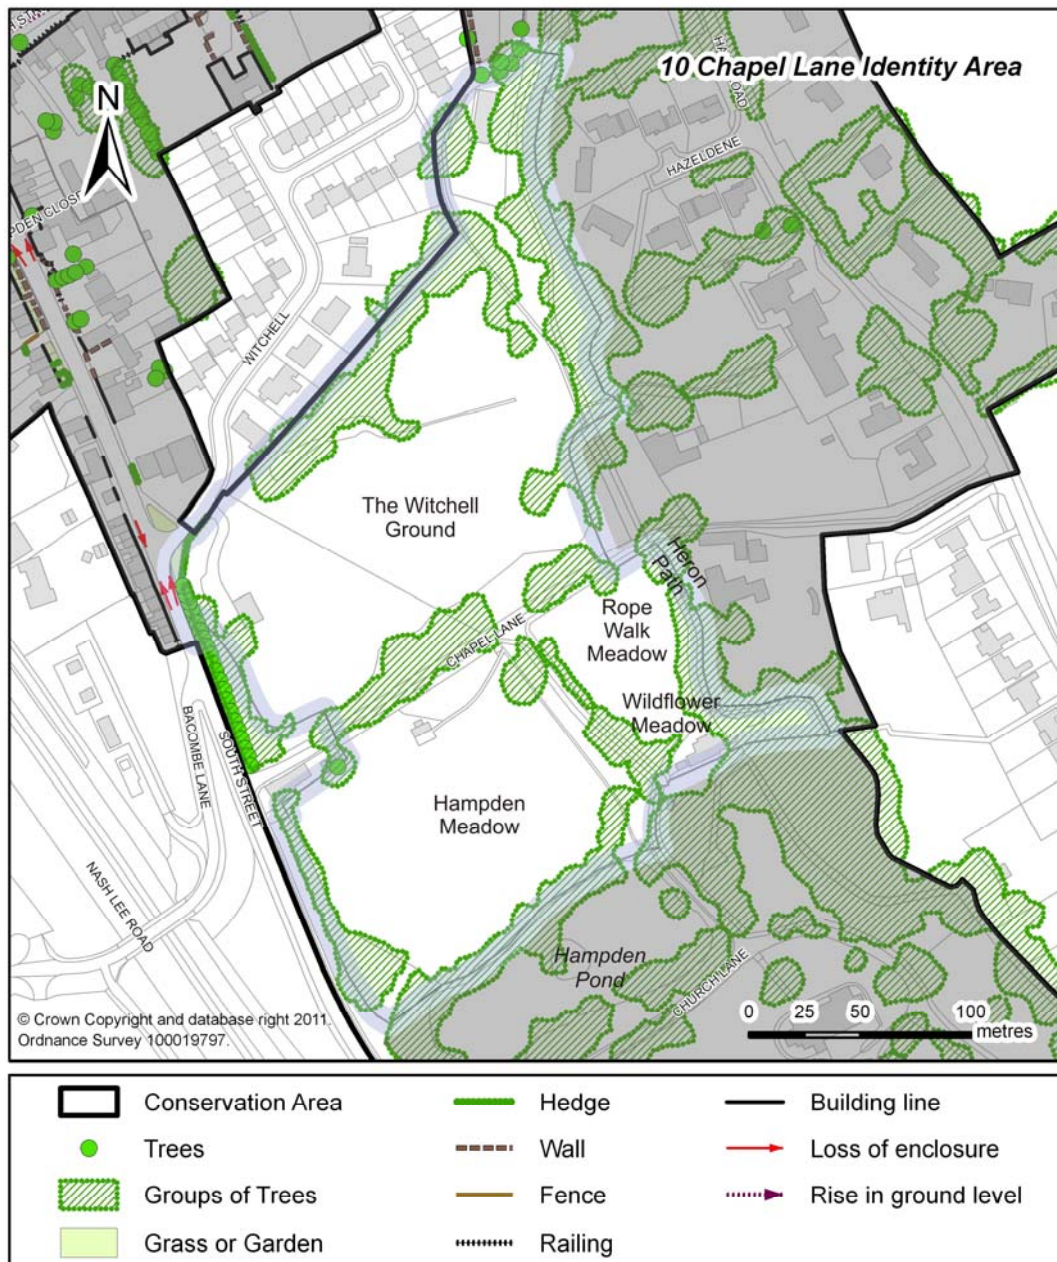 10 Chapel Lane Identity Area
N
HAZELDENE
ROAD
PDEN CLOSE
WITCHELL
The Witchell
Ground
Heron
Path
Rope
Walk
Meadow
CHAPEL LANE
Wildflower
Meadow
BACOMBE LANE
SOUTH STREET
Hampden
Meadow
NASH LEE ROAD
Hampden
Pond
CHURCH LANE
0 25 50 100
metres
© Crown Copyright and database right 2011.
Ordnance Survey 100019797.
Conservation Area
Trees
Groups of Trees
Grass or Garden
Hedge
Wall
Fence
Railing
Building line
Loss of enclosure
Rise in ground level